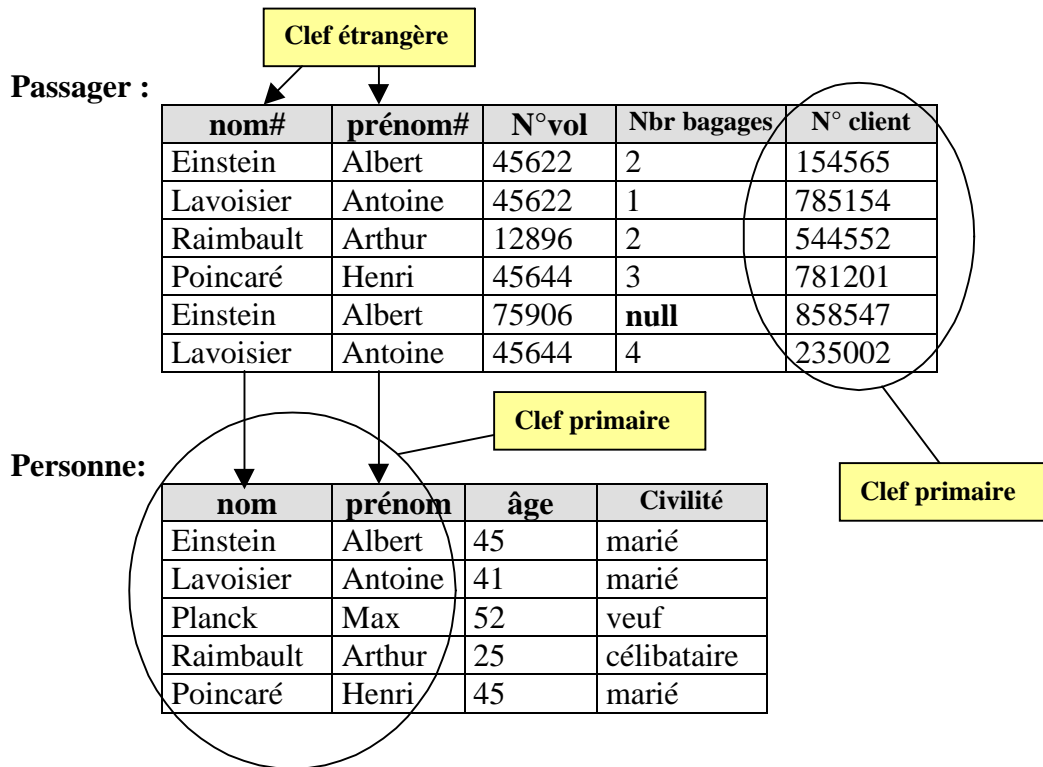 Clef étrangère
Passager :
nom# prénom# N°vol Nbr bagages N° client
Einstein Albert 45622 2 154565
Lavoisier Antoine 45622 1 785154
Raimbault Arthur 12896 2 544552
Poincaré Henri 45644 3 781201
Einstein Albert 75906 null 858547
Lavoisier Antoine 45644 4 235002
Clef primaire
Personne:
Clef primaire
nom prénom âge Civilité
Einstein Albert 45 marié
Lavoisier Antoine 41 marié
Planck Max 52 veuf
Raimbault Arthur 25 célibataire
Poincaré Henri 45 marié